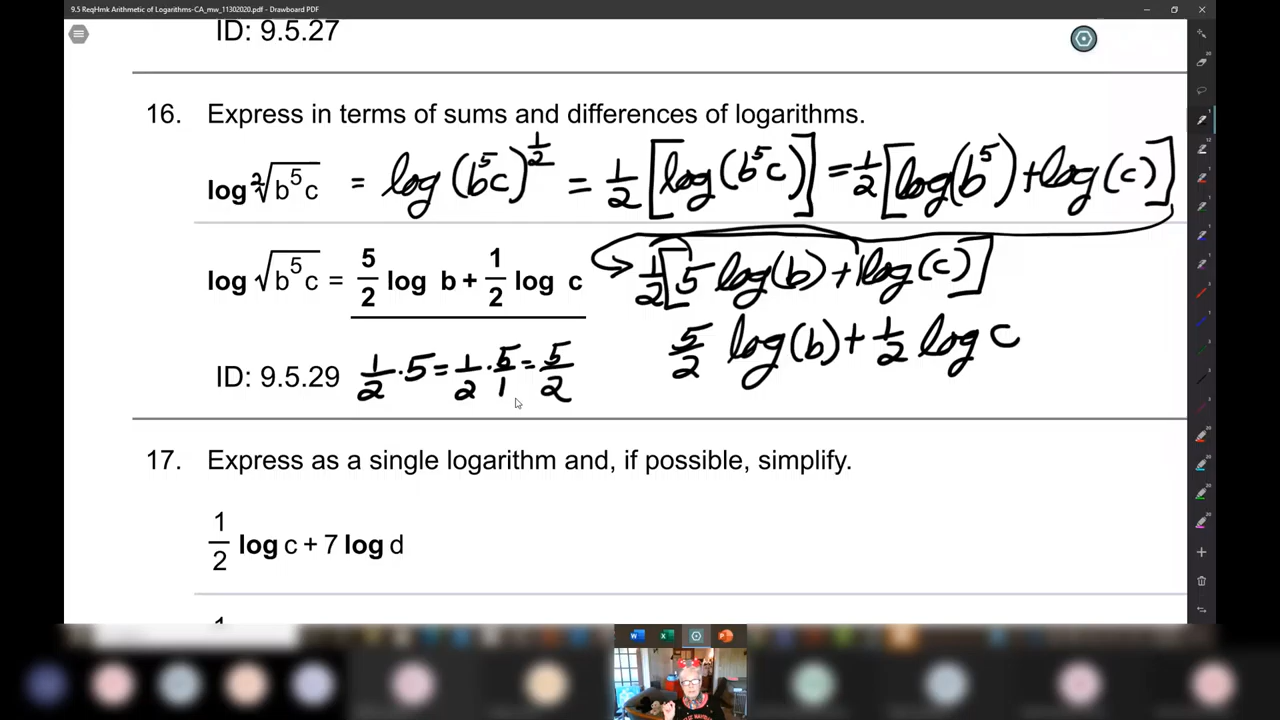 9.5 ReqHmk Arithmetic of Logarithms-CA_mw_11302020.pdf - Drawboard PDF
ID: 9.5.27
16. Express in terms of sums and differences of logarithms.
log ²√(b⁵c) = log (b⁵c)^(1/2) = 1/2 [log(b⁵c)] = 1/2 [log(b⁵) + log(c)]
1/2 [5 log(b) + 1 log(c)]
log √(b⁵c) = 5/2 log b + 1/2 log c
5/2 log(b) + 1/2 log c
ID: 9.5.29 1/2 · 5 = 1/2 · 5/1 = 5/2
17. Express as a single logarithm and, if possible, simplify.
1/2 log c + 7 log d
1